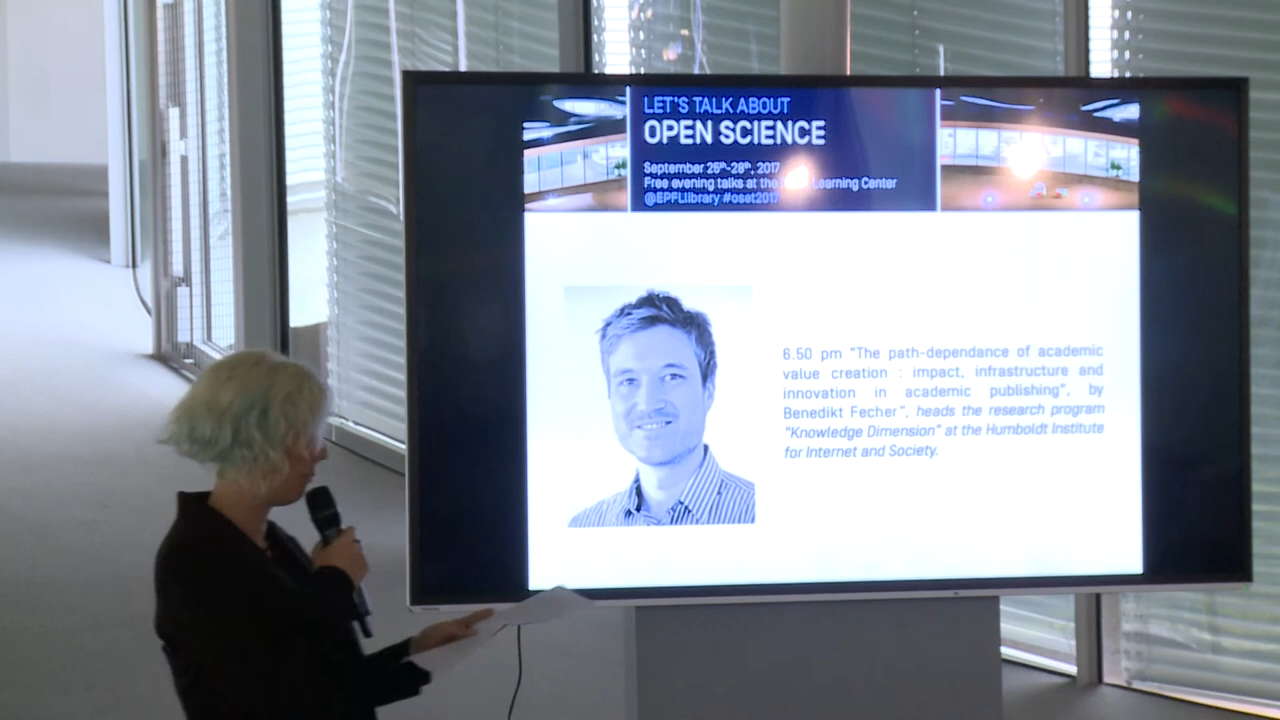 LET'S TALK ABOUT
OPEN SCIENCE
September 25th-28th, 2017
Free evening talks at the Learning Center
@EPFLlibrary #oset2017
6.50 pm "The path-dependance of academic
value creation : impact, infrastructure and
innovation in academic publishing", by
Benedikt Fecher", heads the research program
"Knowledge Dimension" at the Humboldt Institute
for Internet and Society.